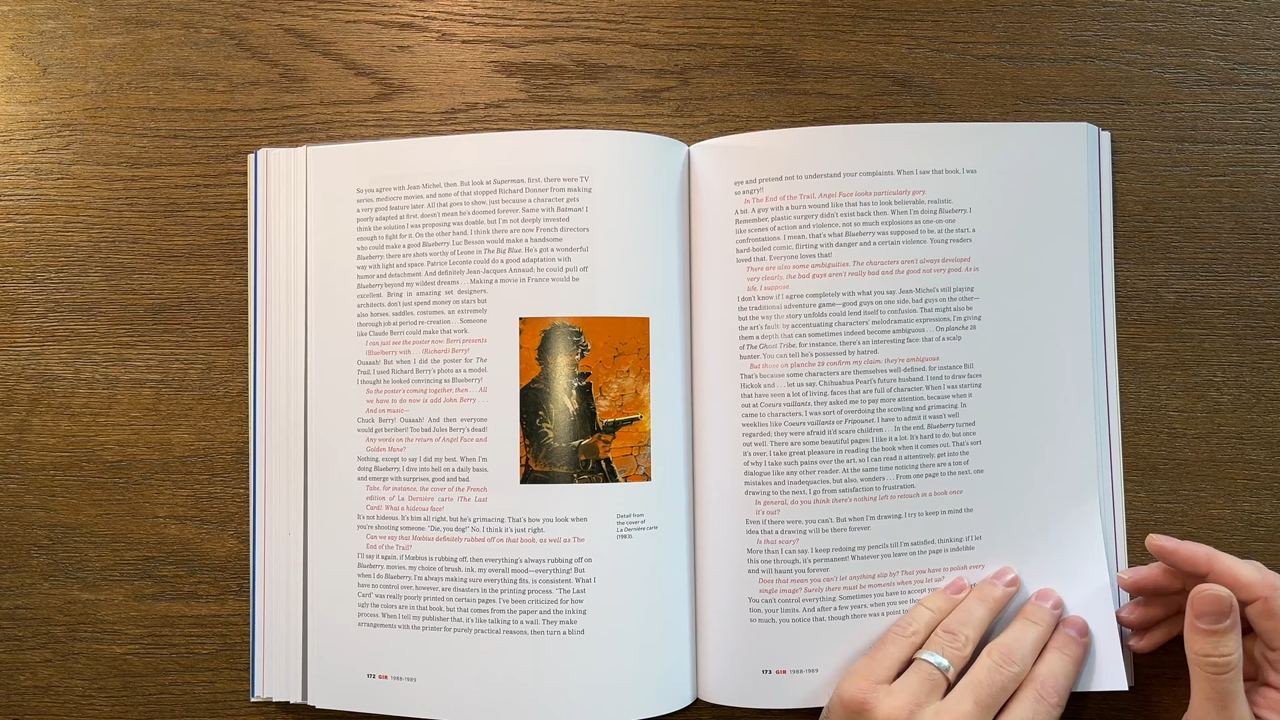 So you agree with Jean-Michel, then. But look at Superman, first, there were TV
series, mediocre movies, and none of that stopped Richard Donner from making
a very good feature later. All that goes to show, just because a character gets
poorly adapted at first, doesn't mean he's doomed forever. Same with Batman! I
think the solution I was proposing was doable, but I'm not deeply invested
enough to fight for it. On the other hand, I think there are now French directors
who could make a good Blueberry. Luc Besson would make a handsome
Blueberry; there are shots worthy of Leone in The Big Blue. He's got a wonderful
way with light and space. Patrice Leconte could do a good adaptation with
humor and detachment. And definitely Jean-Jacques Annaud; he could pull off
Blueberry beyond my wildest dreams . . . Making a movie in France would be
excellent. Bring in amazing set designers,
architects, don't just spend money on stars but
also horses, saddles, costumes, an extremely
thorough job at period re-creation . . . Someone
like Claude Berri could make that work.
I can just see the poster now: Berri presents
(Blue)berry with . . . (Richard) Berry!
Ouaaah! But when I did the poster for The
Trail, I used Richard Berry's photo as a model.
I thought he looked convincing as Blueberry!
So the poster's coming together, then . . . All
we have to do now is add John Berry . . .
And on music—
Chuck Berry! Ouaaah! And then everyone
would get beriberi! Too bad Jules Berry's dead!
Any words on the return of Angel Face and
Golden Mane?
Nothing, except to say I did my best. When I'm
doing Blueberry, I dive into hell on a daily basis,
and emerge with surprises, good and bad.
Take, for instance, the cover of the French
edition of La Dernière carte (The Last
Card). What a hideous face!
It's not hideous. It's him all right, but he's grimacing. That's how you look when
you're shooting someone: "Die, you dog!" No, I think it's just right.
Can we say that Mœbius definitely rubbed off on that book, as well as The
End of the Trail?
I'll say it again, if Mœbius is rubbing off, then everything's always rubbing off on
Blueberry, movies, my choice of brush, ink, my overall mood—everything! But
when I do Blueberry, I'm always making sure everything fits, is consistent. What I
have no control over, however, are disasters in the printing process. "The Last
Card" was really poorly printed on certain pages. I've been criticized for how
ugly the colors are in that book, but that comes from the paper and the inking
process. When I tell my publisher that, it's like talking to a wall. They make
arrangements with the printer for purely practical reasons, then turn a blind
Detail from
the cover of
La Dernière carte
(1983).
172 GIR 1988-1989
eye and pretend not to understand your complaints. When I saw that book, I was
so angry!!
In The End of the Trail, Angel Face looks particularly gory.
A bit. A guy with a burn wound like that has to look believable, realistic.
Remember, plastic surgery didn't exist back then. When I'm doing Blueberry, I
like scenes of action and violence, not so much explosions as one-on-one
confrontations. I mean, that's what Blueberry was supposed to be, at the start, a
hard-boiled comic, flirting with danger and a certain violence. Young readers
loved that. Everyone loves that!
There are also some ambiguities. The characters aren't always developed
very clearly, the bad guys aren't really bad and the good not very good. As in
life, I suppose.
I don't know if I agree completely with what you say. Jean-Michel's still playing
the traditional adventure game—good guys on one side, bad guys on the other—
but the way the story unfolds could lend itself to confusion. That might also be
the art's fault: by accentuating characters' melodramatic expressions, I'm giving
them a depth that can sometimes indeed become ambiguous . . . On planche 28
of The Ghost Tribe, for instance, there's an interesting face: that of a scalp
hunter. You can tell he's possessed by hatred.
But those on planche 29 confirm my claim: they're ambiguous
That's because some characters are themselves well-defined, for instance Bill
Hickok and . . . let us say, Chihuahua Pearl's future husband. I tend to draw faces
that have seen a lot of living, faces that are full of character. When I was starting
out at Coeurs vaillants, they asked me to pay more attention, because when it
came to characters, I was sort of overdoing the scowling and grimacing. In
weeklies like Coeurs vaillants or Fripounet, I have to admit it wasn't well
regarded; they were afraid it'd scare children . . . In the end, Blueberry turned
out well. There are some beautiful pages; I like it a lot. It's hard to do, but once
it's over, I take great pleasure in reading the book when it comes out. That's sort
of why I take such pains over the art, so I can read it attentively, get into the
dialogue like any other reader. At the same time noticing there are a ton of
mistakes and inadequacies, but also, wonders . . . From one page to the next, one
drawing to the next, I go from satisfaction to frustration.
In general, do you think there's nothing left to retouch in a book once
it's out?
Even if there were, you can't. But when I'm drawing, I try to keep in mind the
idea that a drawing will be there forever.
Is that scary?
More than I can say. I keep redoing my pencils till I'm satisfied, thinking: if I let
this one through, it's permanent! Whatever you leave on the page is indelible
and will haunt you forever.
Does that mean you can't let anything slip by? That you have to polish every
single image? Surely there must be moments when you let up?
You can't control everything. Sometimes you have to accept
tion, your limits. And after a few years, when you see
so much, you notice that, though there was a point
173 GIR 1988-1989